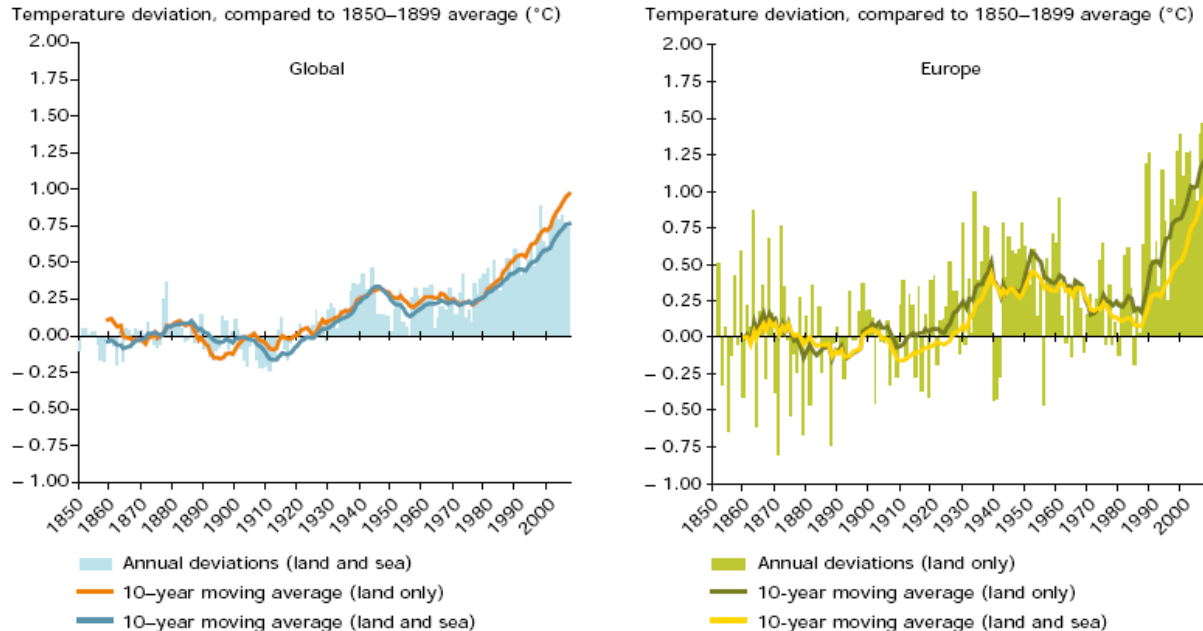 Temperature deviation, compared to 1850–1899 average (°C)
2.00
Global
1.75
1.50
1.25
1.00
0.75
0.50
0.25
0.00
– 0.25
– 0.50
– 0.75
– 1.00
1850 1860 1870 1880 1890 1900 1910 1920 1930 1940 1950 1960 1970 1980 1990 2000
Annual deviations (land and sea)
10–year moving average (land only)
10–year moving average (land and sea)
Temperature deviation, compared to 1850–1899 average (°C)
2.00
Europe
1.75
1.50
1.25
1.00
0.75
0.50
0.25
0.00
– 0.25
– 0.50
– 0.75
– 1.00
1850 1860 1870 1880 1890 1900 1910 1920 1930 1940 1950 1960 1970 1980 1990 2000
Annual deviations (land only)
10-year moving average (land only)
10-year moving average (land and sea)